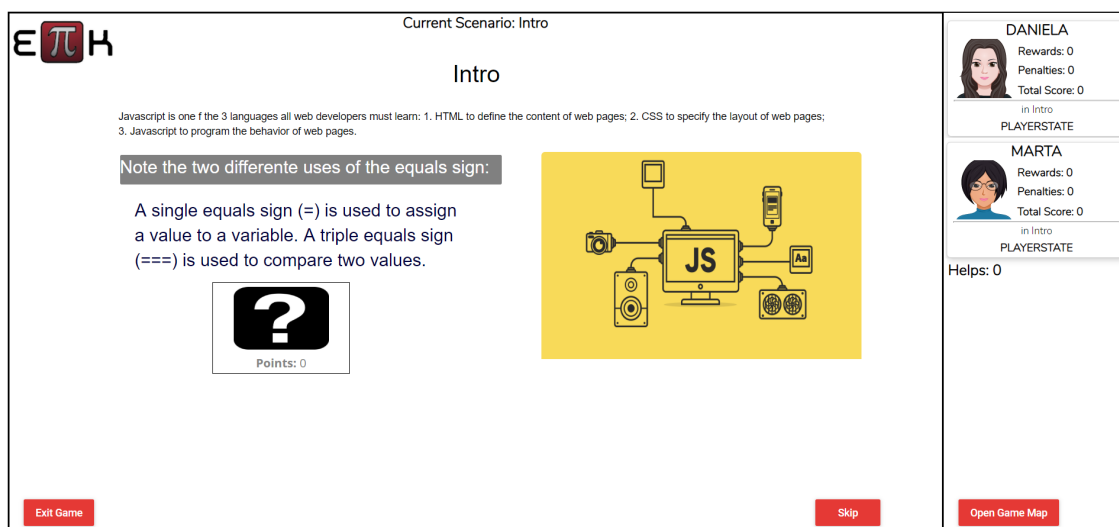 EπK
Current Scenario: Intro
Intro
Javascript is one f the 3 languages all web developers must learn: 1. HTML to define the content of web pages; 2. CSS to specify the layout of web pages;
3. Javascript to program the behavior of web pages.
Note the two differente uses of the equals sign:
A single equals sign (=) is used to assign
a value to a variable. A triple equals sign
(===) is used to compare two values.
?
Points: 0
JS
Aa
Exit Game
Skip
DANIELA
Rewards: 0
Penalties: 0
Total Score: 0
in Intro
PLAYERSTATE
MARTA
Rewards: 0
Penalties: 0
Total Score: 0
in Intro
PLAYERSTATE
Helps: 0
Open Game Map